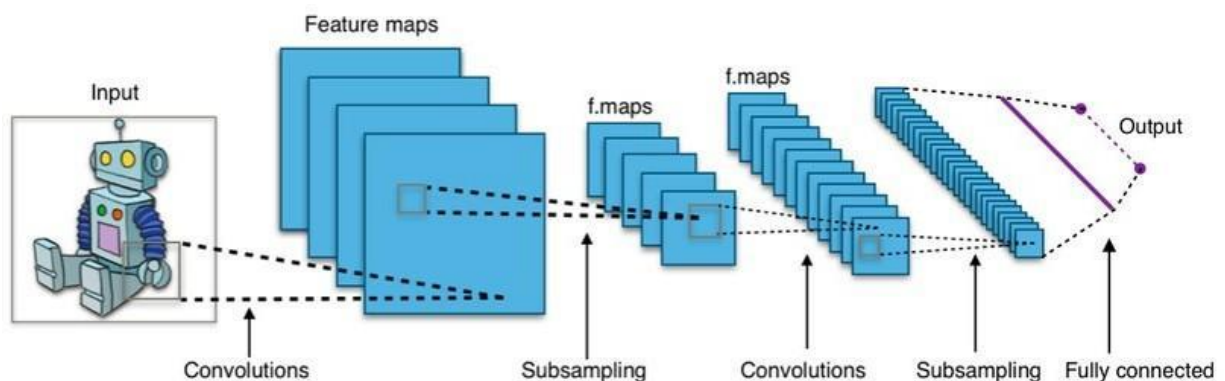 Feature maps
f.maps
Input
f.maps
Output
Convolutions
Subsampling
Convolutions
Subsampling
Fully connected